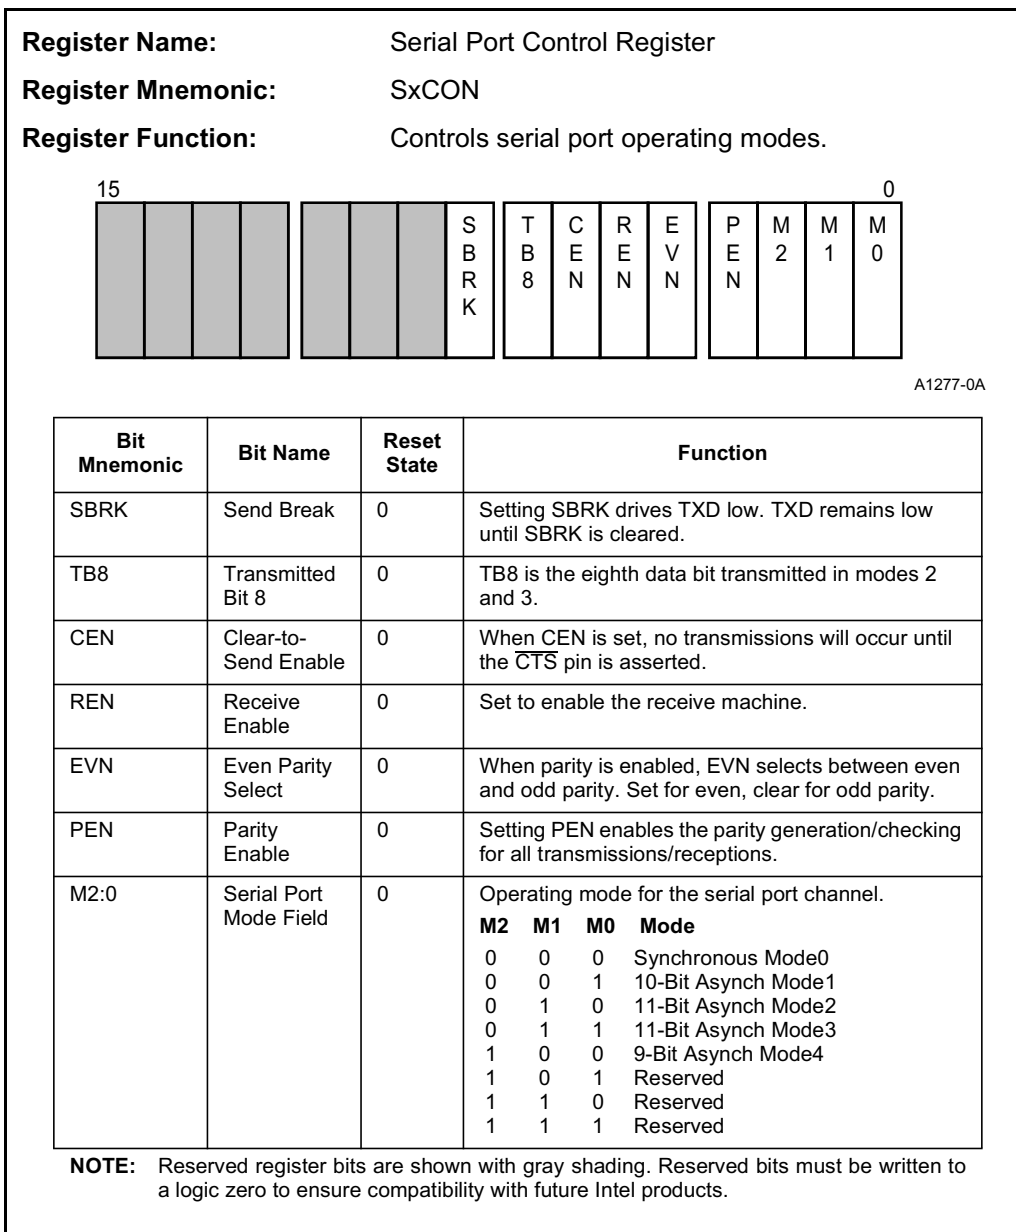 Register Name: Serial Port Control Register
Register Mnemonic: SxCON
Register Function: Controls serial port operating modes.
15 0
SBRK TB8 CEN REN EVN PEN M2 M1 M0
A1277-0A
Bit Mnemonic Bit Name Reset State Function
SBRK Send Break 0 Setting SBRK drives TXD low. TXD remains low
until SBRK is cleared.
TB8 Transmitted Bit 8 0 TB8 is the eighth data bit transmitted in modes 2
and 3.
CEN Clear-to-Send Enable 0 When CEN is set, no transmissions will occur until
the CTS pin is asserted.
REN Receive Enable 0 Set to enable the receive machine.
EVN Even Parity Select 0 When parity is enabled, EVN selects between even
and odd parity. Set for even, clear for odd parity.
PEN Parity Enable 0 Setting PEN enables the parity generation/checking
for all transmissions/receptions.
M2:0 Serial Port Mode Field 0 Operating mode for the serial port channel.
M2 M1 M0 Mode
0 0 0 Synchronous Mode0
0 0 1 10-Bit Asynch Mode1
0 1 0 11-Bit Asynch Mode2
0 1 1 11-Bit Asynch Mode3
1 0 0 9-Bit Asynch Mode4
1 0 1 Reserved
1 1 0 Reserved
1 1 1 Reserved
NOTE: Reserved register bits are shown with gray shading. Reserved bits must be written to
a logic zero to ensure compatibility with future Intel products.